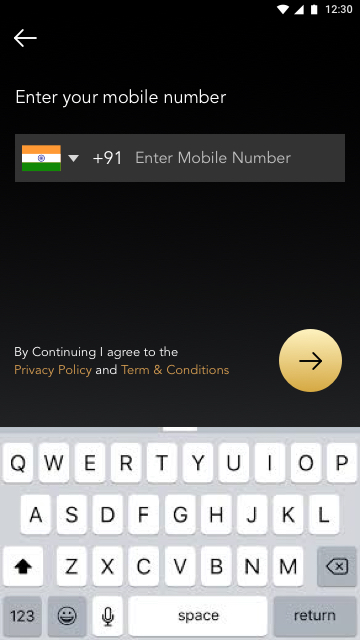 12:30
Enter your mobile number
+91 Enter Mobile Number
By Continuing I agree to the
Privacy Policy and Term & Conditions
Q W E R T Y U I O P
A S D F G H J K L
Z X C V B N M
123 space return